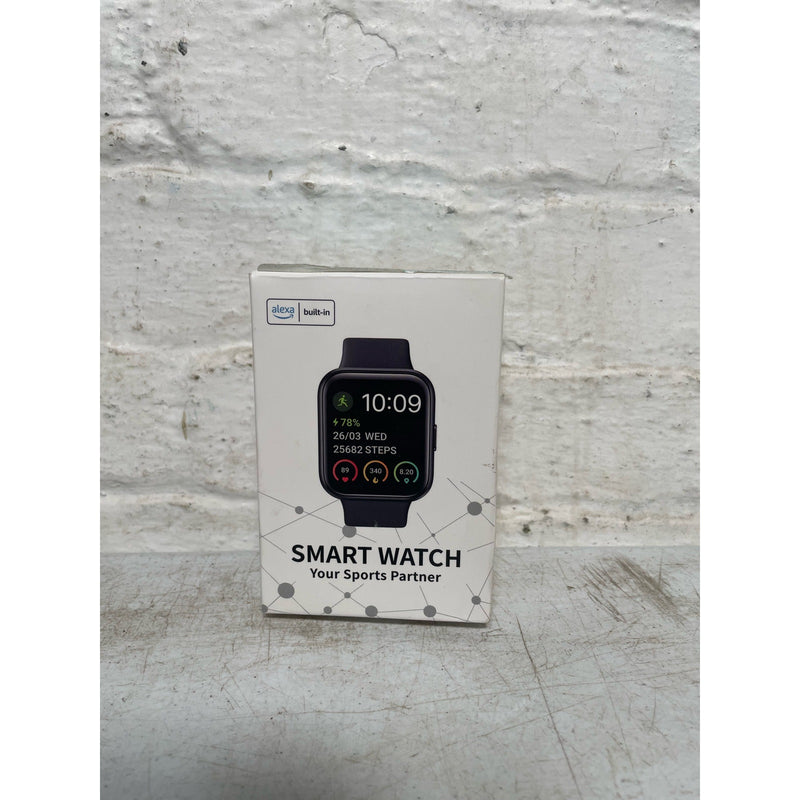 alexa built-in
10:09
78%
26/03 WED
25682 STEPS
89 340 8.20
SMART WATCH
Your Sports Partner